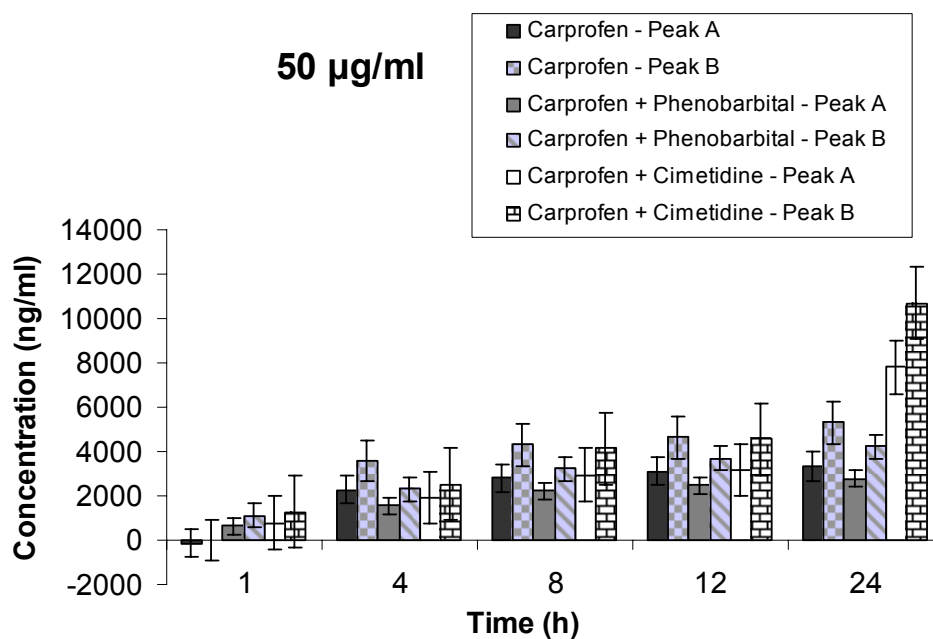 50 µg/ml
Carprofen - Peak A
Carprofen - Peak B
Carprofen + Phenobarbital - Peak A
Carprofen + Phenobarbital - Peak B
Carprofen + Cimetidine - Peak A
Carprofen + Cimetidine - Peak B
Concentration (ng/ml)
14000
12000
10000
8000
6000
4000
2000
0
-2000
1 4 8 12 24
Time (h)